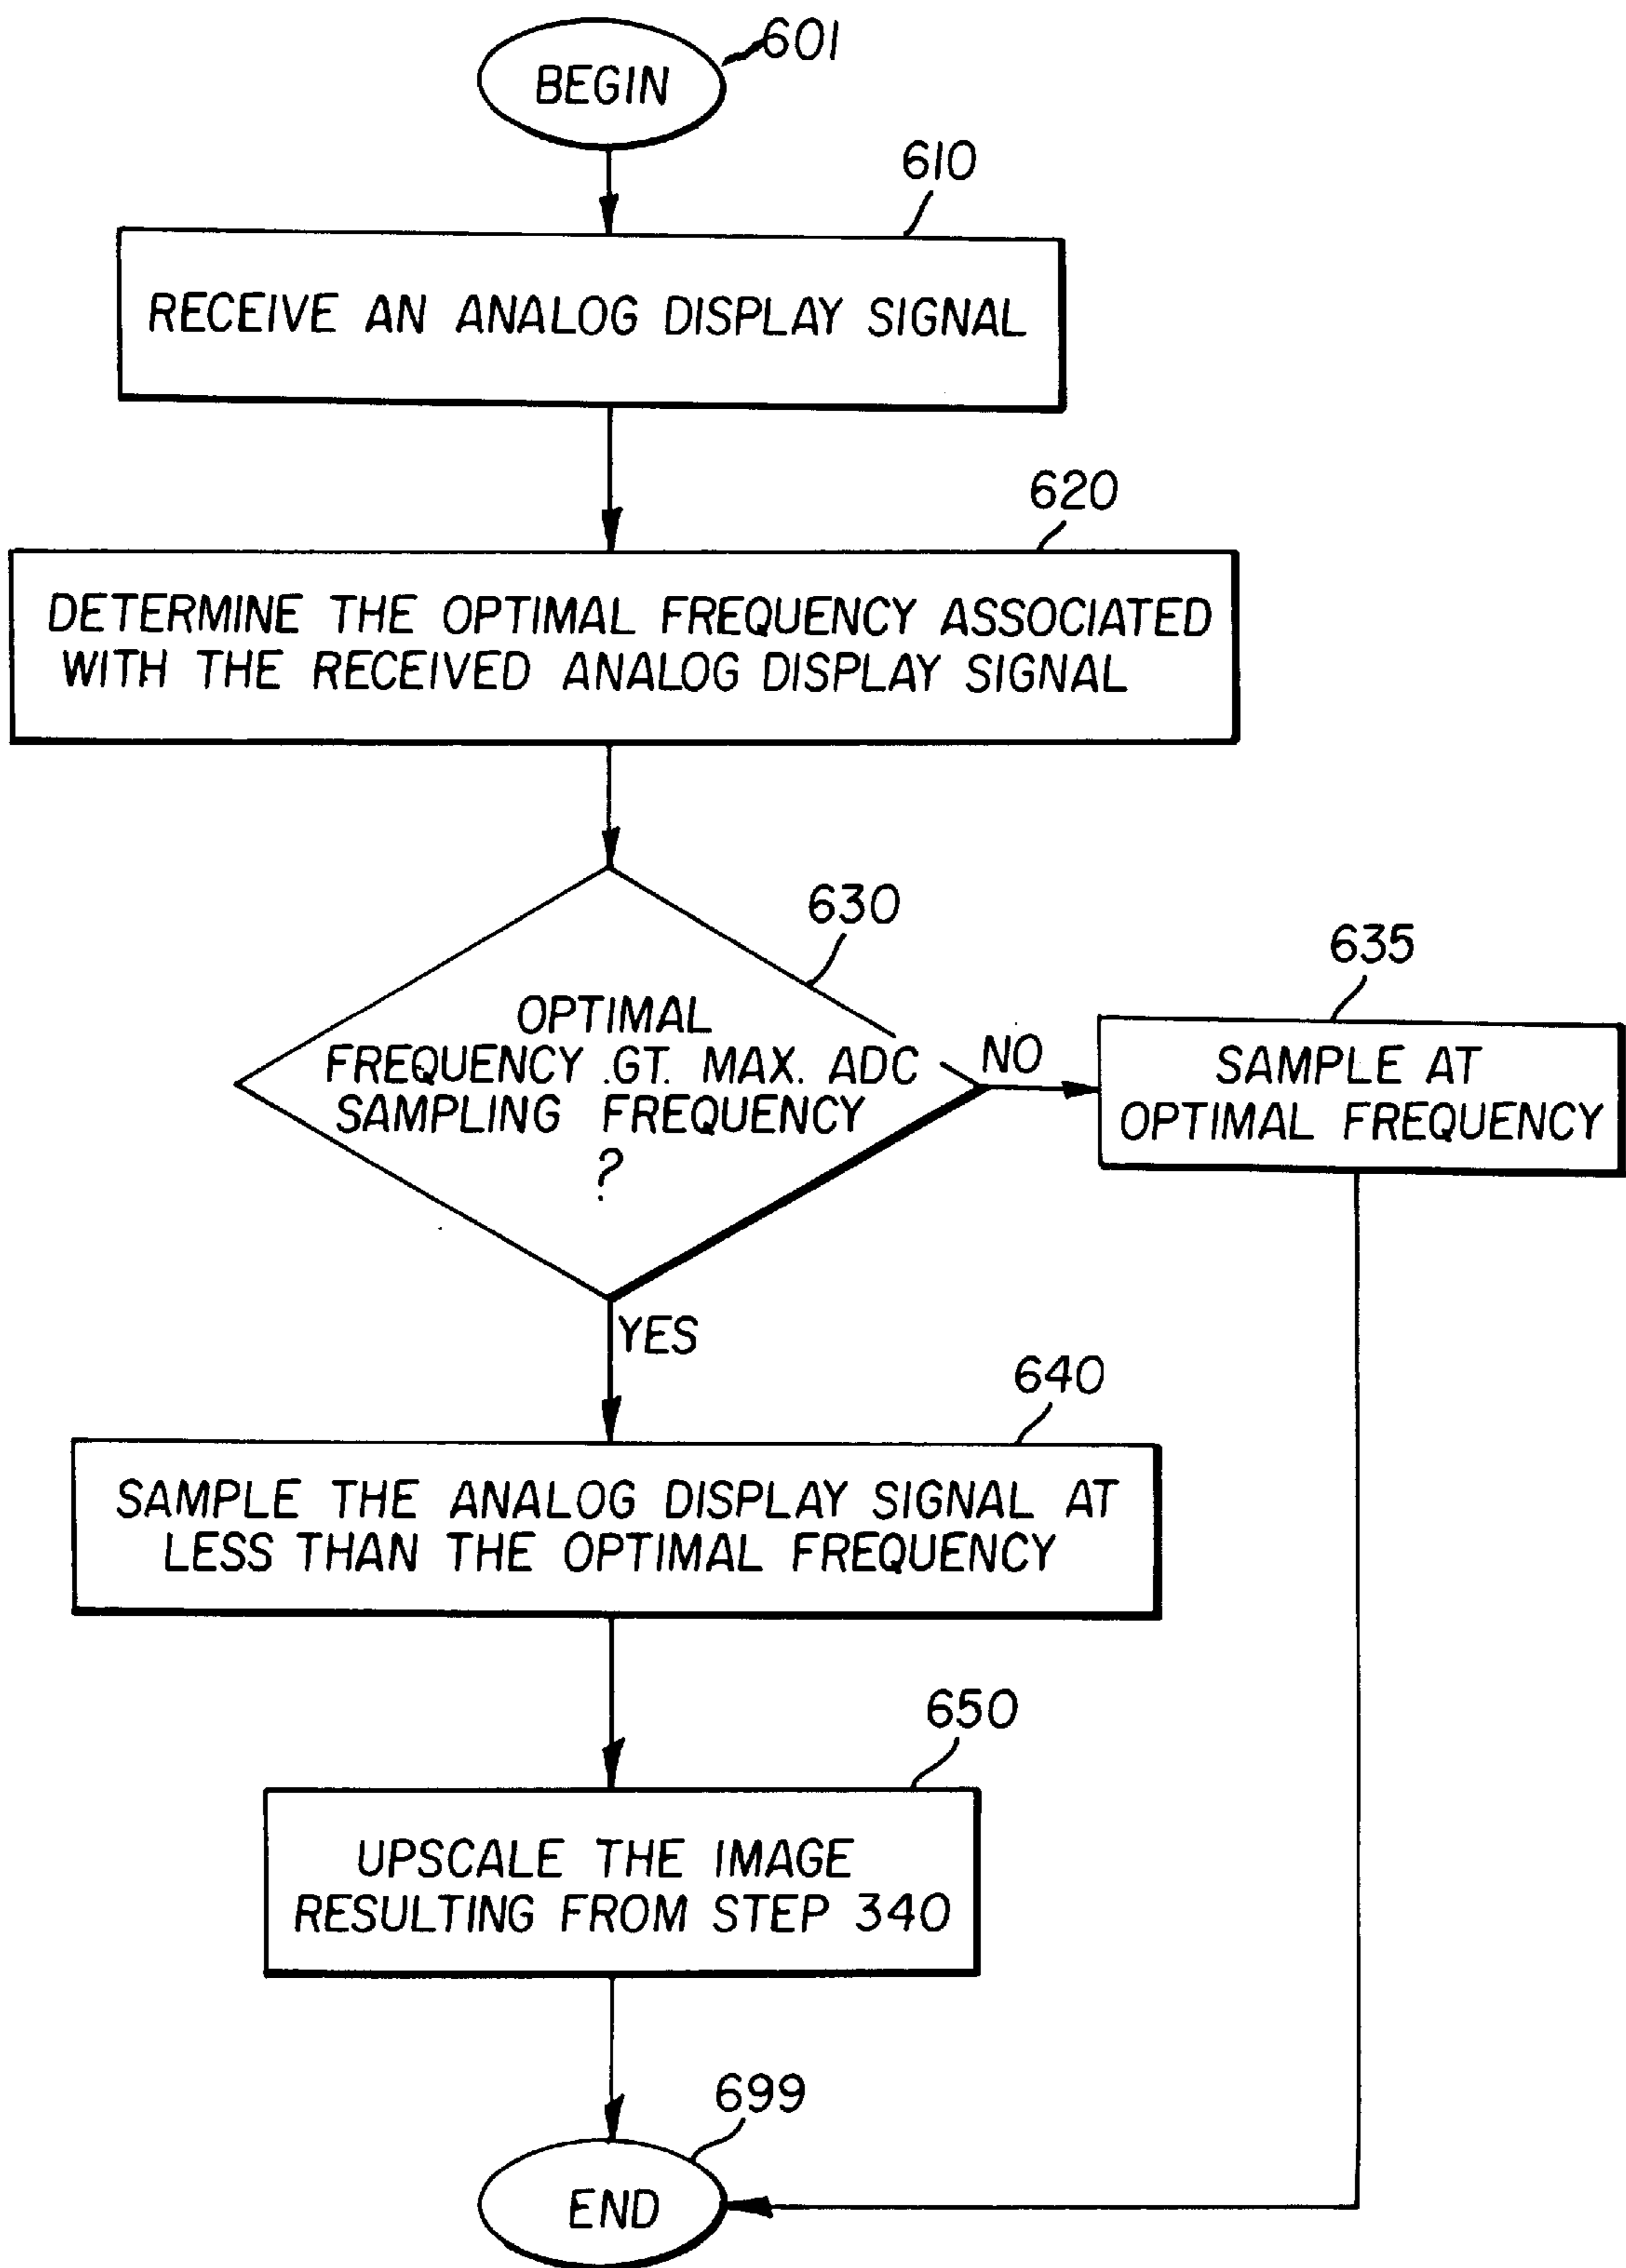 601
BEGIN
610
RECEIVE AN ANALOG DISPLAY SIGNAL
620
DETERMINE THE OPTIMAL FREQUENCY ASSOCIATED
WITH THE RECEIVED ANALOG DISPLAY SIGNAL
630
OPTIMAL
FREQUENCY .GT. MAX. ADC
SAMPLING FREQUENCY
?
NO
635
SAMPLE AT
OPTIMAL FREQUENCY
YES
640
SAMPLE THE ANALOG DISPLAY SIGNAL AT
LESS THAN THE OPTIMAL FREQUENCY
650
UPSCALE THE IMAGE
RESULTING FROM STEP 340
699
END